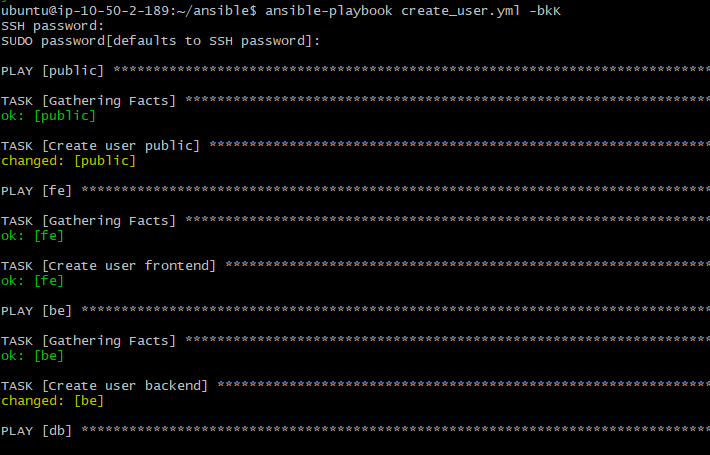 ubuntu@ip-10-50-2-189:~/ansible$ ansible-playbook create_user.yml -bkK
SSH password:
SUDO password[defaults to SSH password]:
PLAY [public] ***************************************************************************
TASK [Gathering Facts] ******************************************************************
ok: [public]
TASK [Create user public] ***************************************************************
changed: [public]
PLAY [fe] *******************************************************************************
TASK [Gathering Facts] ******************************************************************
ok: [fe]
TASK [Create user frontend] *************************************************************
ok: [fe]
PLAY [be] *******************************************************************************
TASK [Gathering Facts] ******************************************************************
ok: [be]
TASK [Create user backend] **************************************************************
changed: [be]
PLAY [db] *******************************************************************************